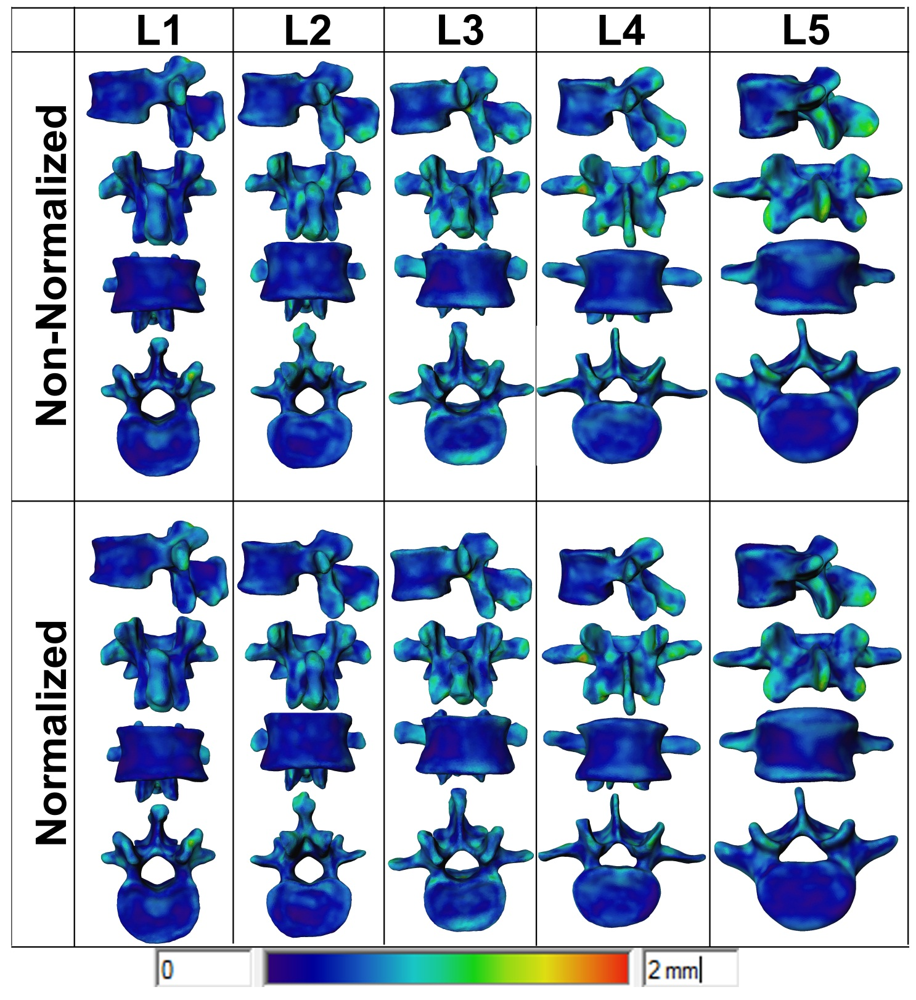 L1 L2 L3 L4 L5
Non-Normalized
Normalized
0 2 mm